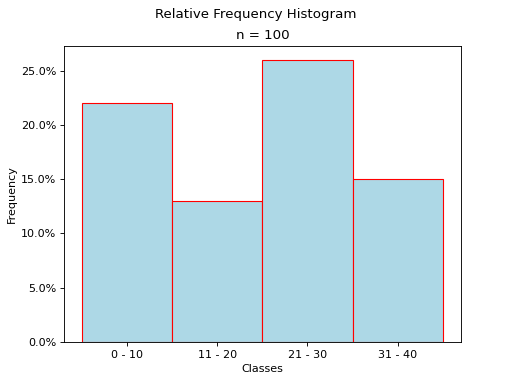 Relative Frequency Histogram
n = 100
Frequency
25.0%
20.0%
15.0%
10.0%
5.0%
0.0%
0 - 10
11 - 20
21 - 30
31 - 40
Classes